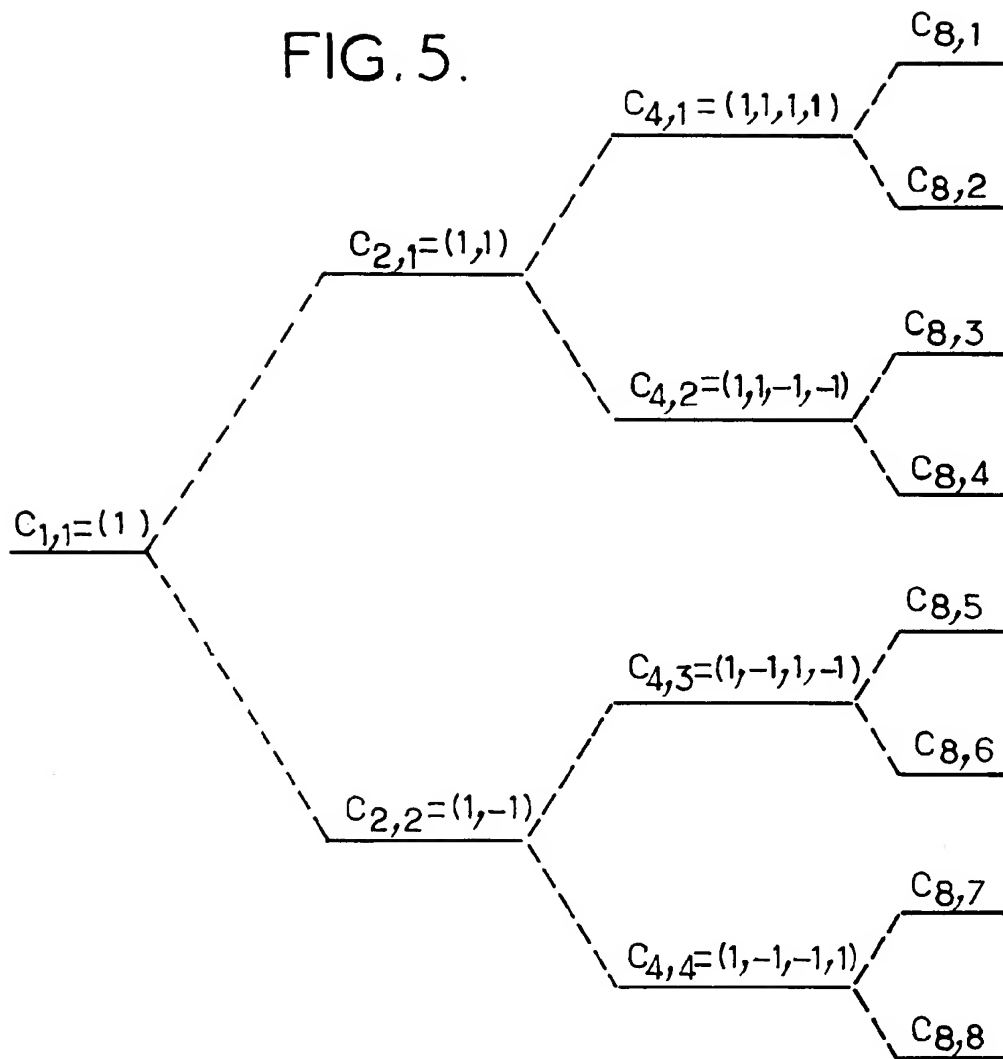 FIG. 5.
C8,1
C4,1=(1,1,1,1)
C8,2
C2,1=(1,1)
C8,3
C4,2=(1,1,-1,-1)
C8,4
C1,1=(1)
C8,5
C4,3=(1,-1,1,-1)
C8,6
C2,2=(1,-1)
C8,7
C4,4=(1,-1,-1,1)
C8,8